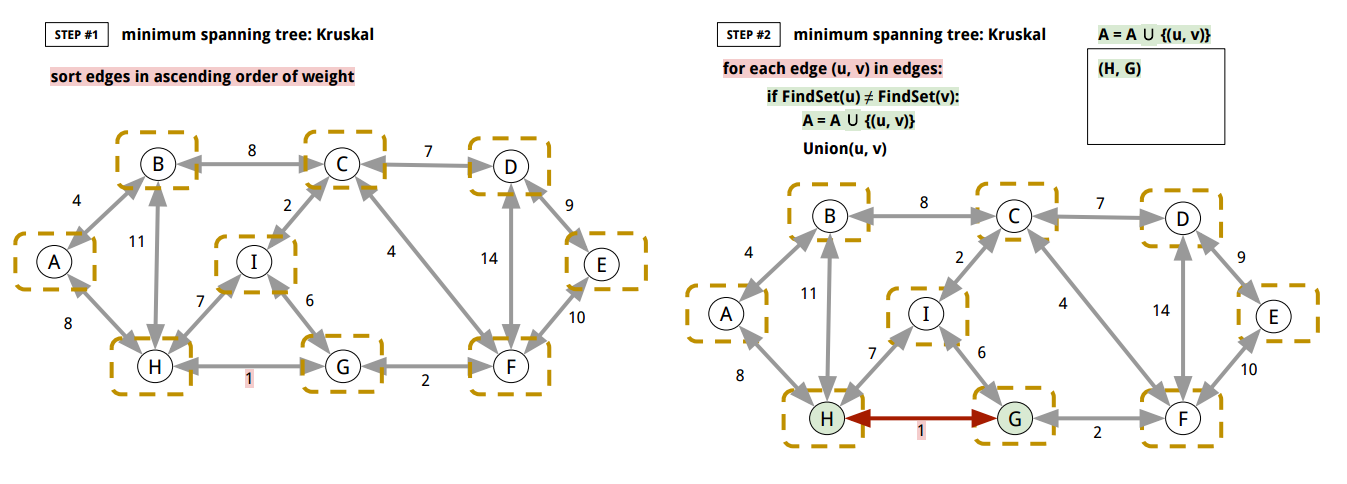 STEP #1 minimum spanning tree: Kruskal
sort edges in ascending order of weight
B 8 C 7 D
4 2 9
11 4 14
A I E
7 6
8 10
H 1 G 2 F
STEP #2 minimum spanning tree: Kruskal
for each edge (u, v) in edges:
if FindSet(u) ≠ FindSet(v):
A = A ∪ {(u, v)}
Union(u, v)
A = A ∪ {(u, v)}
(H, G)
B 8 C 7 D
4 2 9
11 4 14
A I E
7 6
8 10
H 1 G 2 F